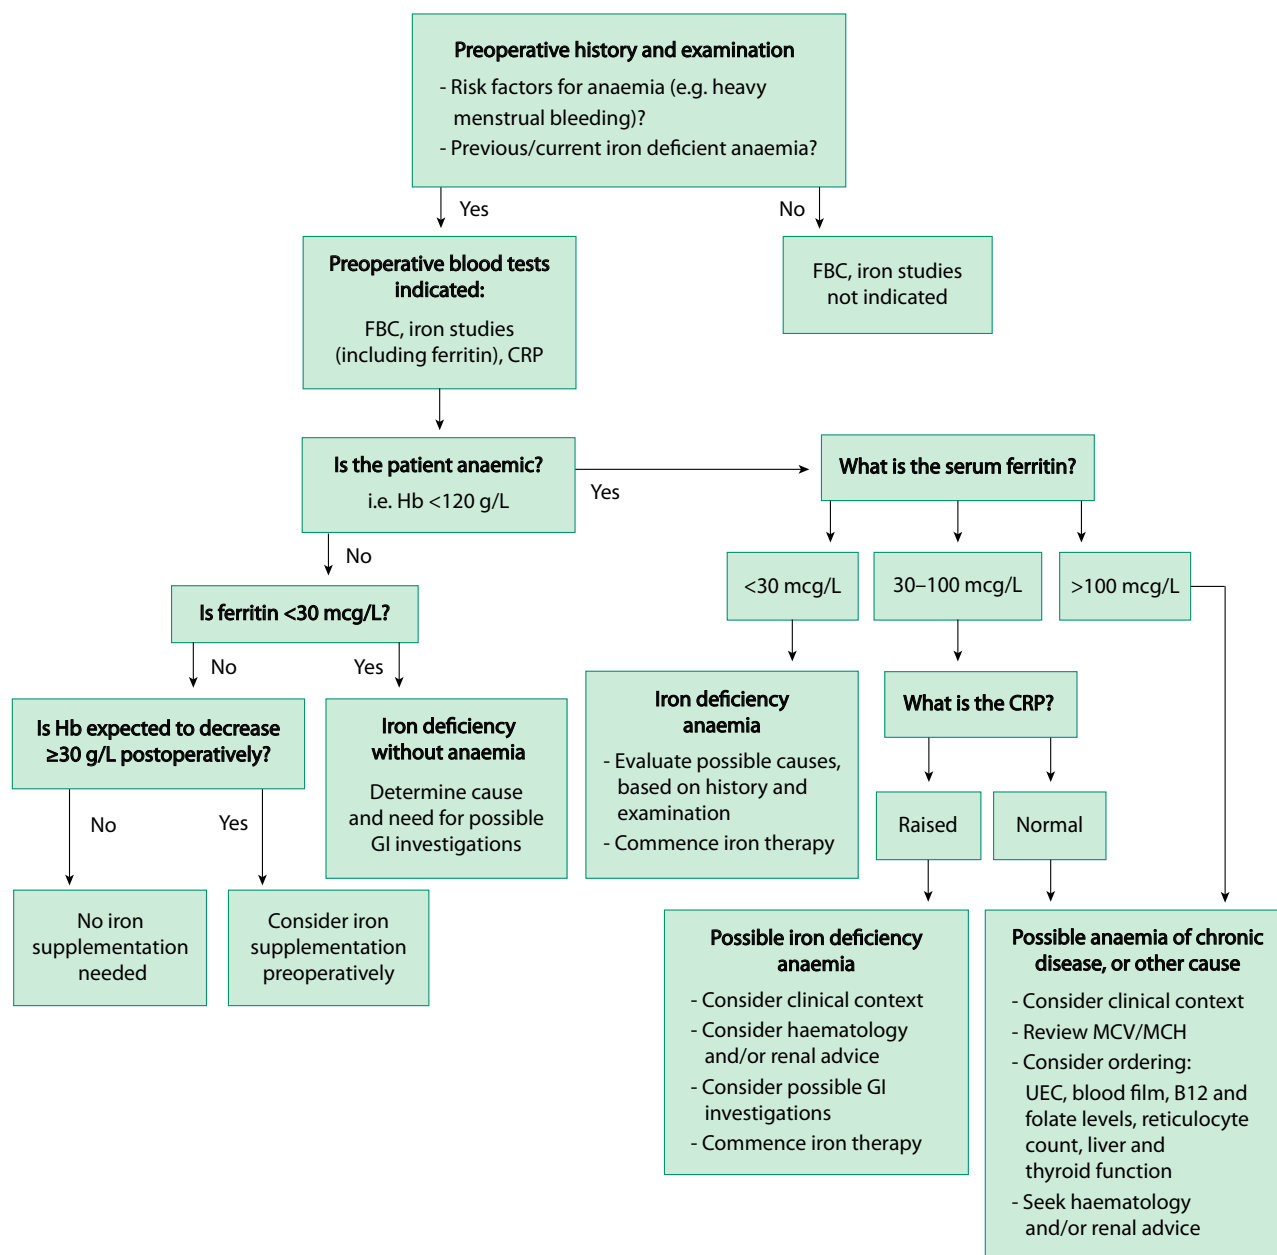 Preoperative history and examination
- Risk factors for anaemia (e.g. heavy
menstrual bleeding)?
- Previous/current iron deficient anaemia?
Yes
No
Preoperative blood tests
indicated:
FBC, iron studies
(including ferritin), CRP
FBC, iron studies
not indicated
Is the patient anaemic?
i.e. Hb <120 g/L
Yes
What is the serum ferritin?
No
<30 mcg/L
30–100 mcg/L
>100 mcg/L
Is ferritin <30 mcg/L?
No
Yes
Is Hb expected to decrease
≥30 g/L postoperatively?
Iron deficiency
without anaemia
Determine cause
and need for possible
GI investigations
Iron deficiency
anaemia
- Evaluate possible causes,
based on history and
examination
- Commence iron therapy
What is the CRP?
Raised
Normal
No
Yes
No iron
supplementation
needed
Consider iron
supplementation
preoperatively
Possible iron deficiency
anaemia
- Consider clinical context
- Consider haematology
and/or renal advice
- Consider possible GI
investigations
- Commence iron therapy
Possible anaemia of chronic
disease, or other cause
- Consider clinical context
- Review MCV/MCH
- Consider ordering:
UEC, blood film, B12 and
folate levels, reticulocyte
count, liver and
thyroid function
- Seek haematology
and/or renal advice